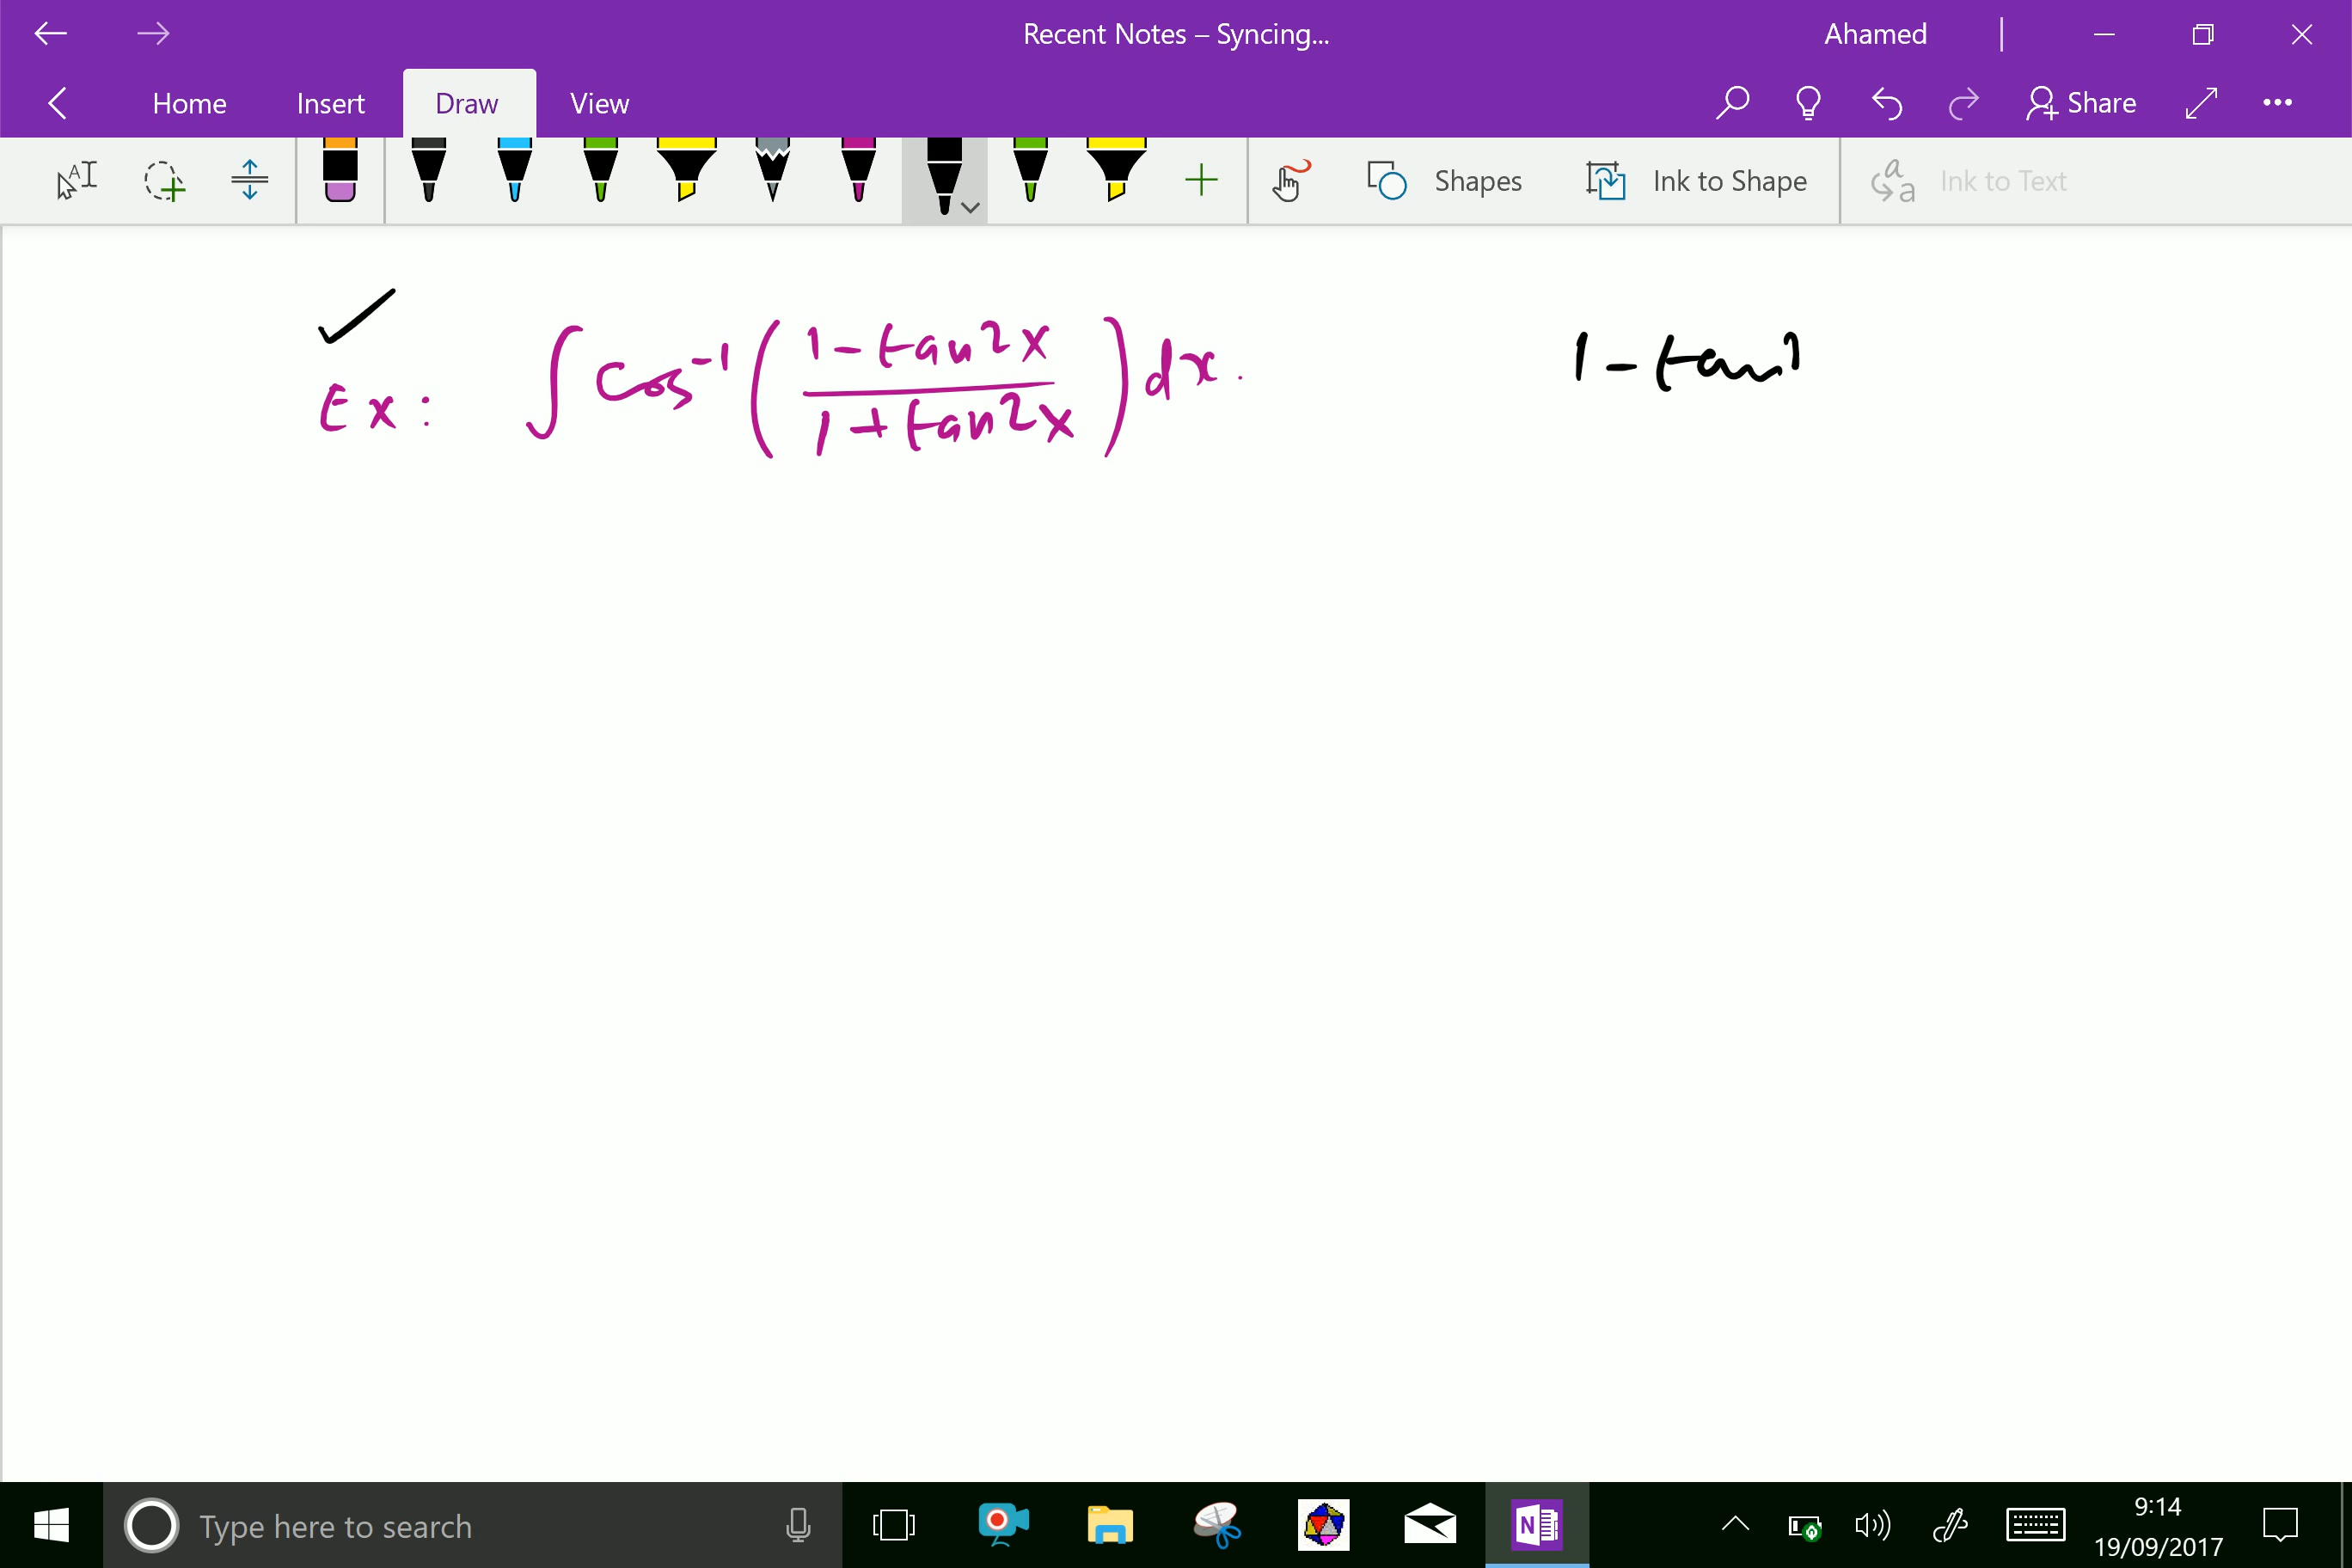 Recent Notes – Syncing...
Ahamed
Home Insert Draw View
Share
Shapes
Ink to Shape
Ink to Text
Ex: ∫ Cos⁻¹ ( (1 - tan²x) / (1 + tan²x) ) dx.
1 - tan
Type here to search
9:14
19/09/2017